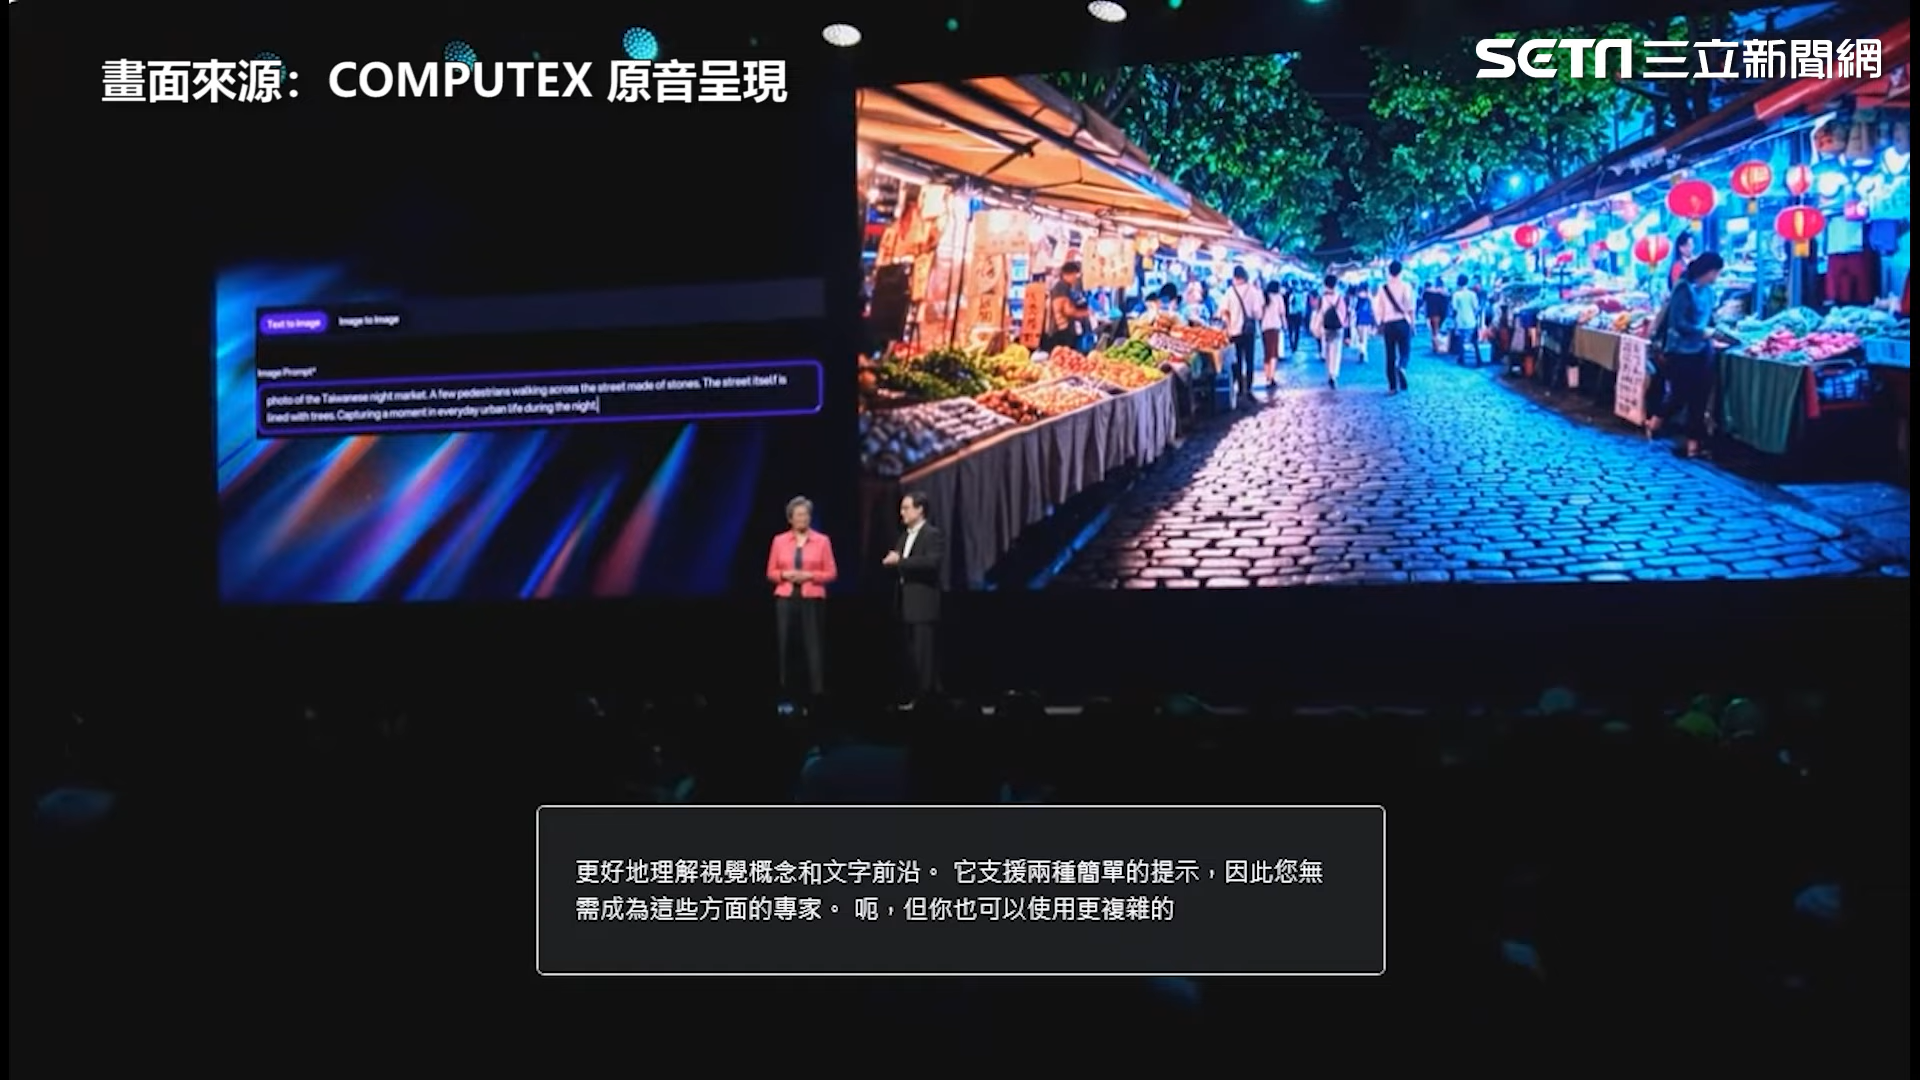 畫面來源：COMPUTEX 原音呈現
SETN三立新聞網
Text to Image
Image to Image
Image Prompt*
photo of the Taiwanese night market. A few pedestrians walking across the street made of stones. The street itself is
lined with trees. Capturing a moment in everyday urban life during the night.
更好地理解視覺概念和文字前沿。 它支援兩種簡單的提示，因此您無
需成為這些方面的專家。 呃，但你也可以使用更複雜的